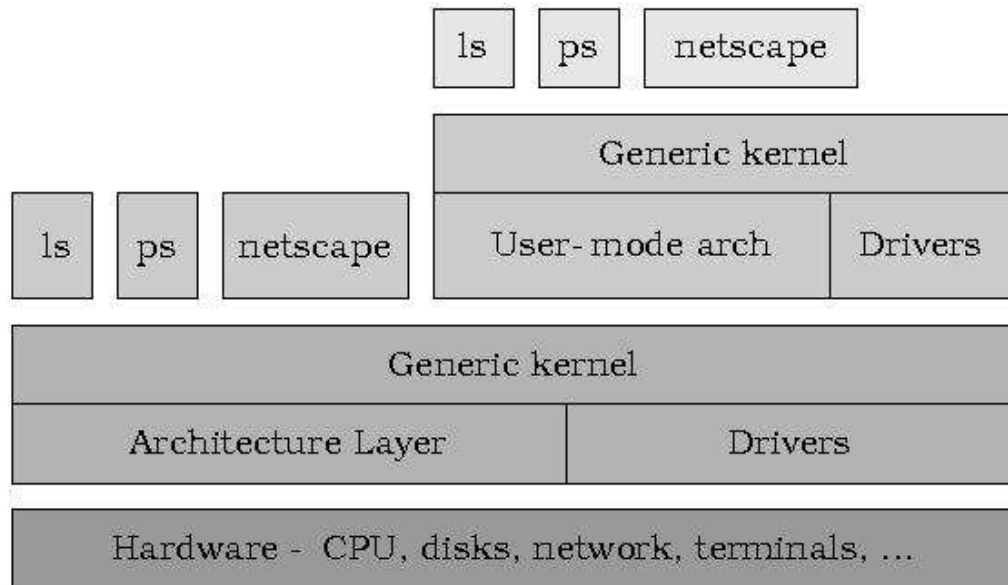 ls ps netscape
Generic kernel
ls ps netscape User-mode arch Drivers
Generic kernel
Architecture Layer Drivers
Hardware - CPU, disks, network, terminals, ...